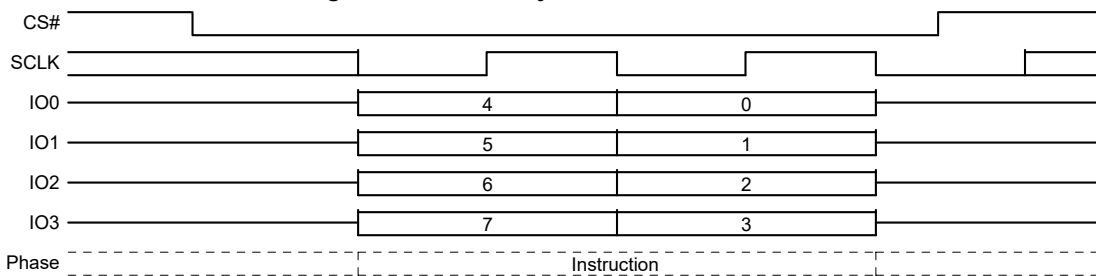 CS#
SCLK
IO0 4 0
IO1 5 1
IO2 6 2
IO3 7 3
Phase Instruction